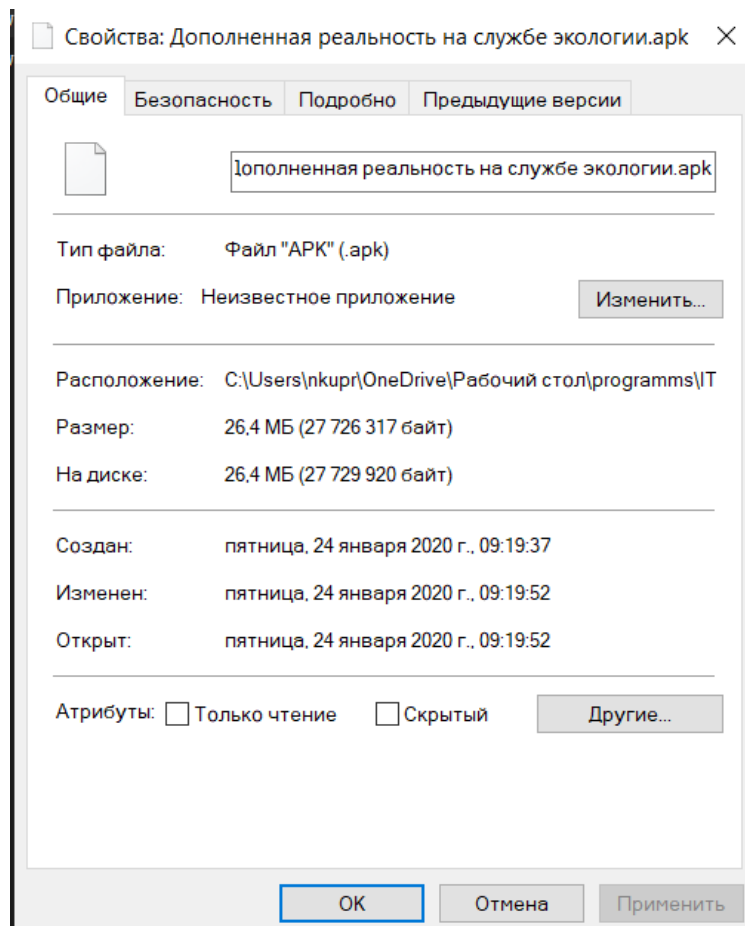 Свойства: Дополненная реальность на службе экологии.apk
Общие Безопасность Подробно Предыдущие версии
Дополненная реальность на службе экологии.apk
Тип файла: Файл "APK" (.apk)
Приложение: Неизвестное приложение Изменить...
Расположение: C:\Users\nkupr\OneDrive\Рабочий стол\programms\IT
Размер: 26,4 МБ (27 726 317 байт)
На диске: 26,4 МБ (27 729 920 байт)
Создан: пятница, 24 января 2020 г., 09:19:37
Изменен: пятница, 24 января 2020 г., 09:19:52
Открыт: пятница, 24 января 2020 г., 09:19:52
Атрибуты: Только чтение Скрытый Другие...
OK Отмена Применить